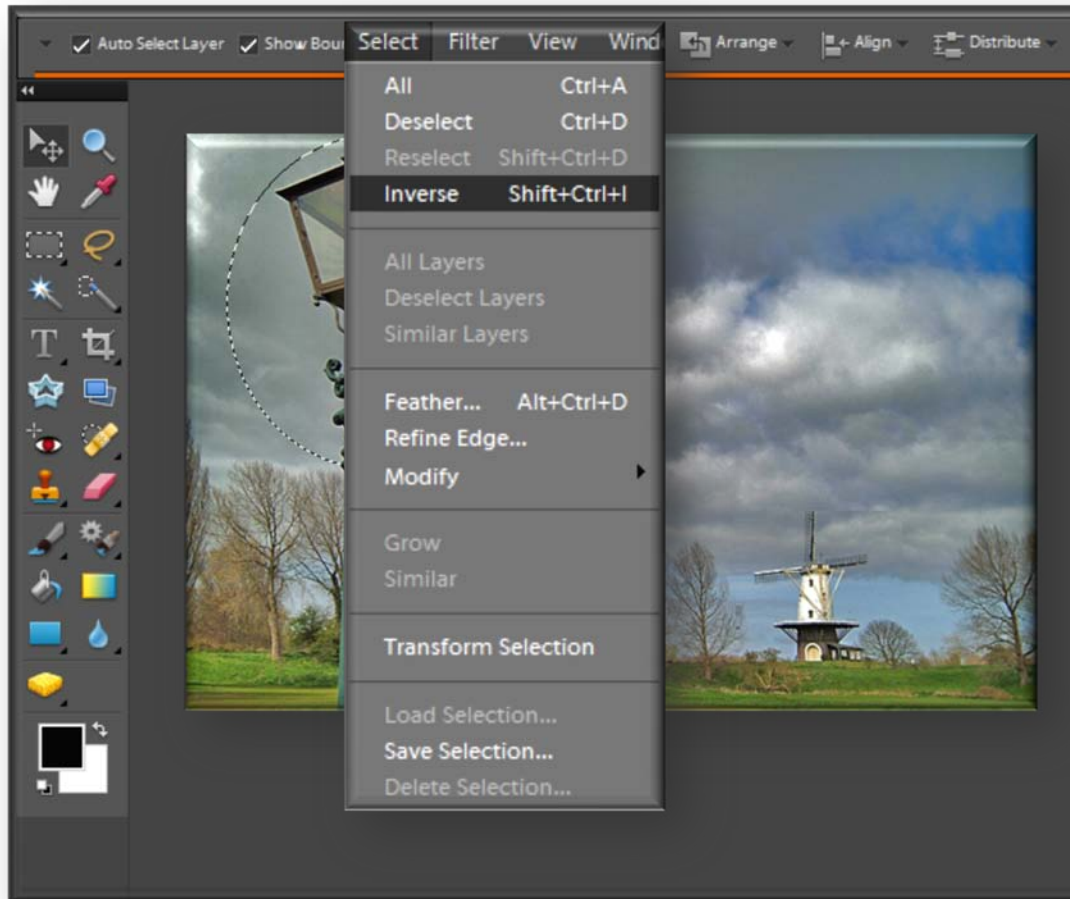 Auto Select Layer Show Bou Select Filter View Wind Arrange Align Distribute
All Ctrl+A
Deselect Ctrl+D
Reselect Shift+Ctrl+D
Inverse Shift+Ctrl+I
All Layers
Deselect Layers
Similar Layers
Feather... Alt+Ctrl+D
Refine Edge...
Modify
Grow
Similar
Transform Selection
Load Selection...
Save Selection...
Delete Selection...
T